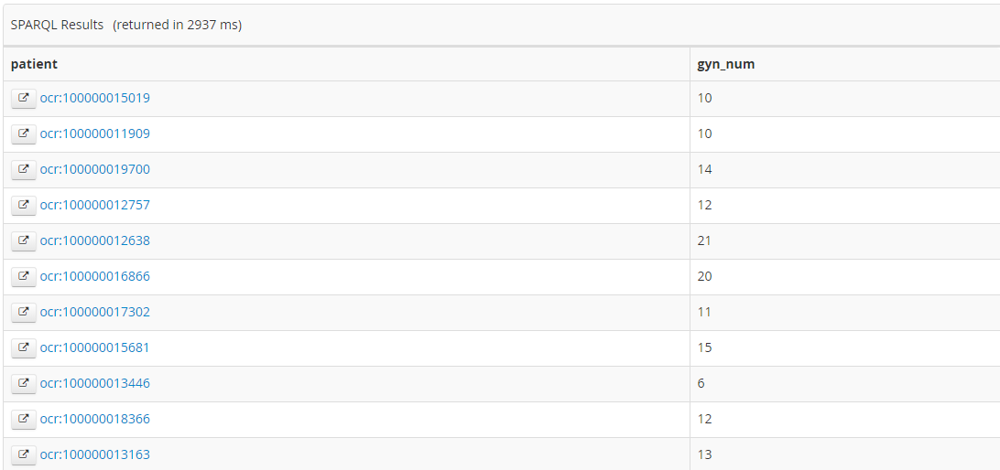 SPARQL Results (returned in 2937 ms)
patient gyn_num
ocr:100000015019 10
ocr:100000011909 10
ocr:100000019700 14
ocr:100000012757 12
ocr:100000012638 21
ocr:100000016866 20
ocr:100000017302 11
ocr:100000015681 15
ocr:100000013446 6
ocr:100000018366 12
ocr:100000013163 13